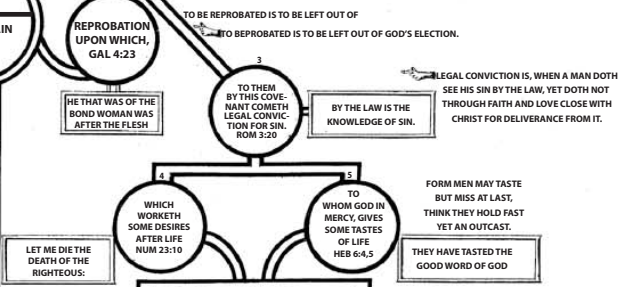 IN
REPROBATION
UPON WHICH,
GAL 4:23
HE THAT WAS OF THE
BOND WOMAN WAS
AFTER THE FLESH
TO BE REPROBATED IS TO BE LEFT OUT OF
TO BEPROBATED IS TO BE LEFT OUT OF GOD'S ELECTION.
3
TO THEM
BY THIS COVE-
NANT COMETH
LEGAL CONVIC-
TION FOR SIN.
ROM 3:20
BY THE LAW IS THE
KNOWLEDGE OF SIN.
LEGAL CONVICTION IS, WHEN A MAN DOTH
SEE HIS SIN BY THE LAW, YET DOTH NOT
THROUGH FAITH AND LOVE CLOSE WITH
CHRIST FOR DELIVERANCE FROM IT.
4
WHICH
WORKETH
SOME DESIRES
AFTER LIFE
NUM 23:10
LET ME DIE THE
DEATH OF THE
RIGHTEOUS:
5
TO
WHOM GOD IN
MERCY, GIVES
SOME TASTES
OF LIFE
HEB 6:4,5
FORM MEN MAY TASTE
BUT MISS AT LAST,
THINK THEY HOLD FAST
YET AN OUTCAST.
THEY HAVE TASTED THE
GOOD WORD OF GOD